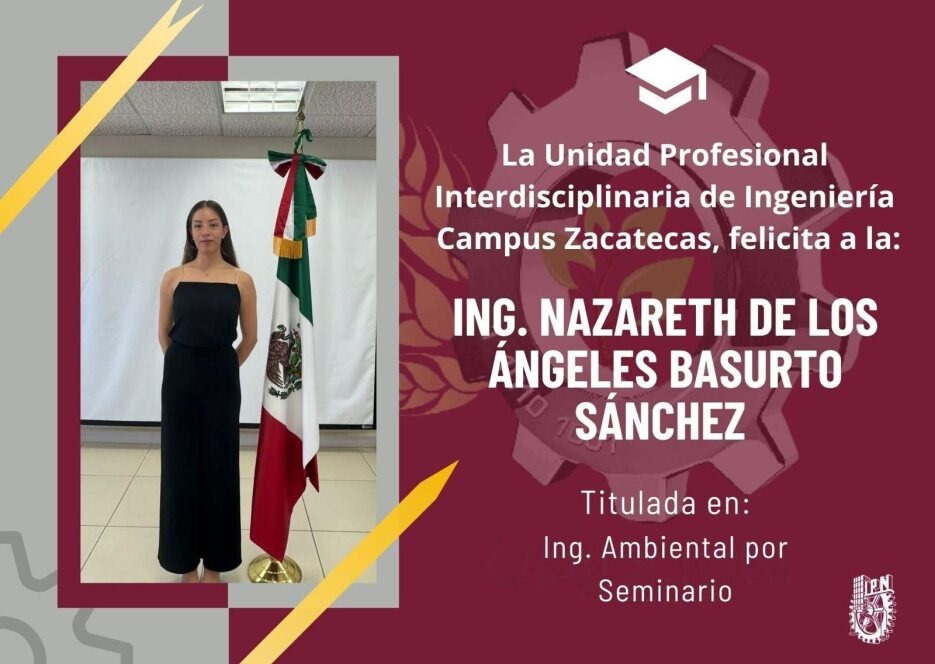 La Unidad Profesional
Interdisciplinaria de Ingeniería
Campus Zacatecas, felicita a la:
ING. NAZARETH DE LOS
ÁNGELES BASURTO
SÁNCHEZ
Titulada en:
Ing. Ambiental por
Seminario
IPN